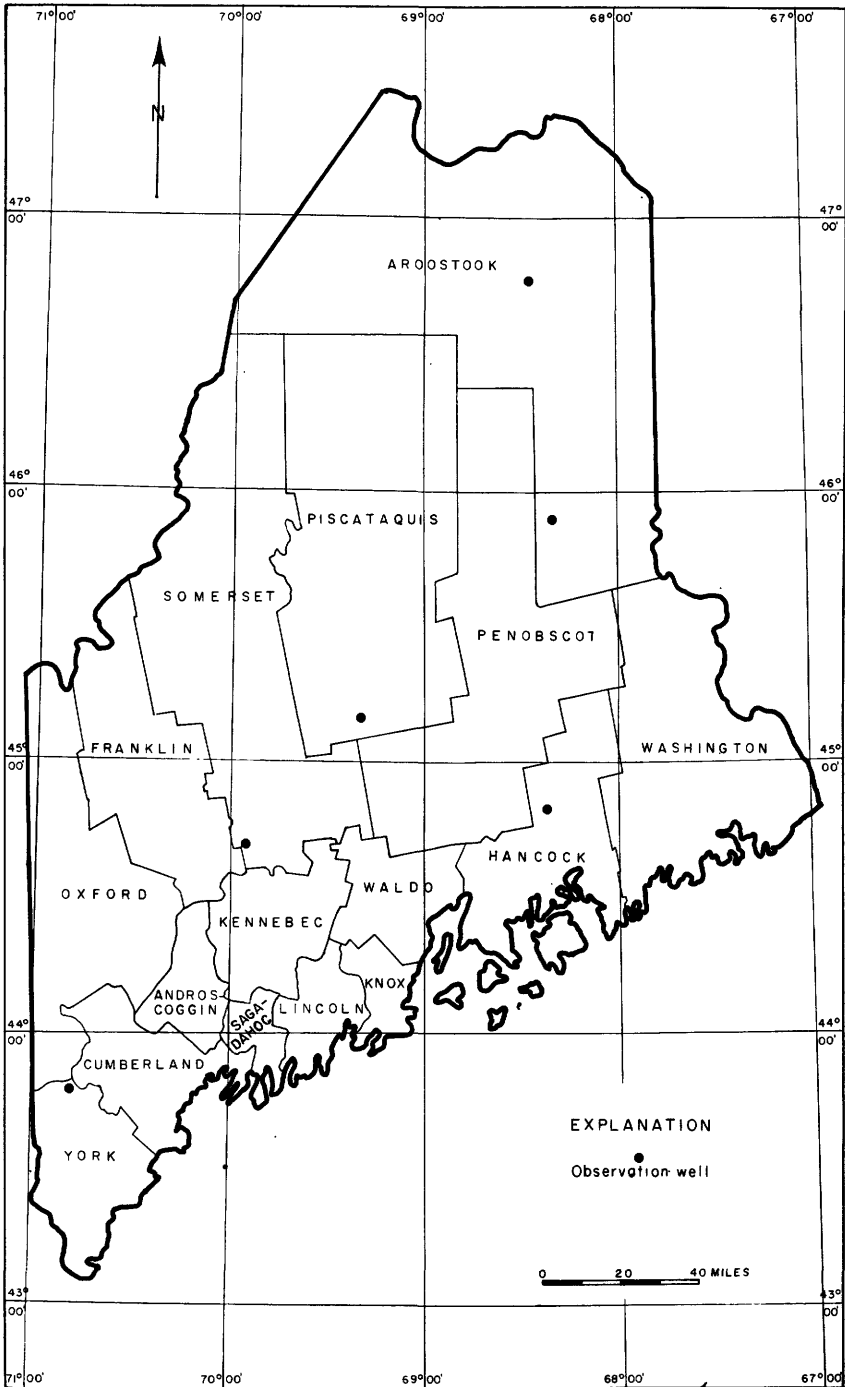 71° 00' 70° 00' 69° 00' 68° 00' 67° 00'
N
47° 00'
47° 00'
AROOSTOOK
46° 00'
46° 00'
PISCATAQUIS
SOMERSET
PENOBSCOT
FRANKLIN
WASHINGTON
45° 00'
45° 00'
HANCOCK
OXFORD
WALDO
KENNEBEC
KNOX
ANDROS-
COGGIN
SAGA-
DAHOC
LINCOLN
44° 00'
44° 00'
CUMBERLAND
EXPLANATION
YORK
Observation well
0 20 40 MILES
43° 00'
43° 00'
71° 00' 70° 00' 69° 00' 68° 00' 67° 00'